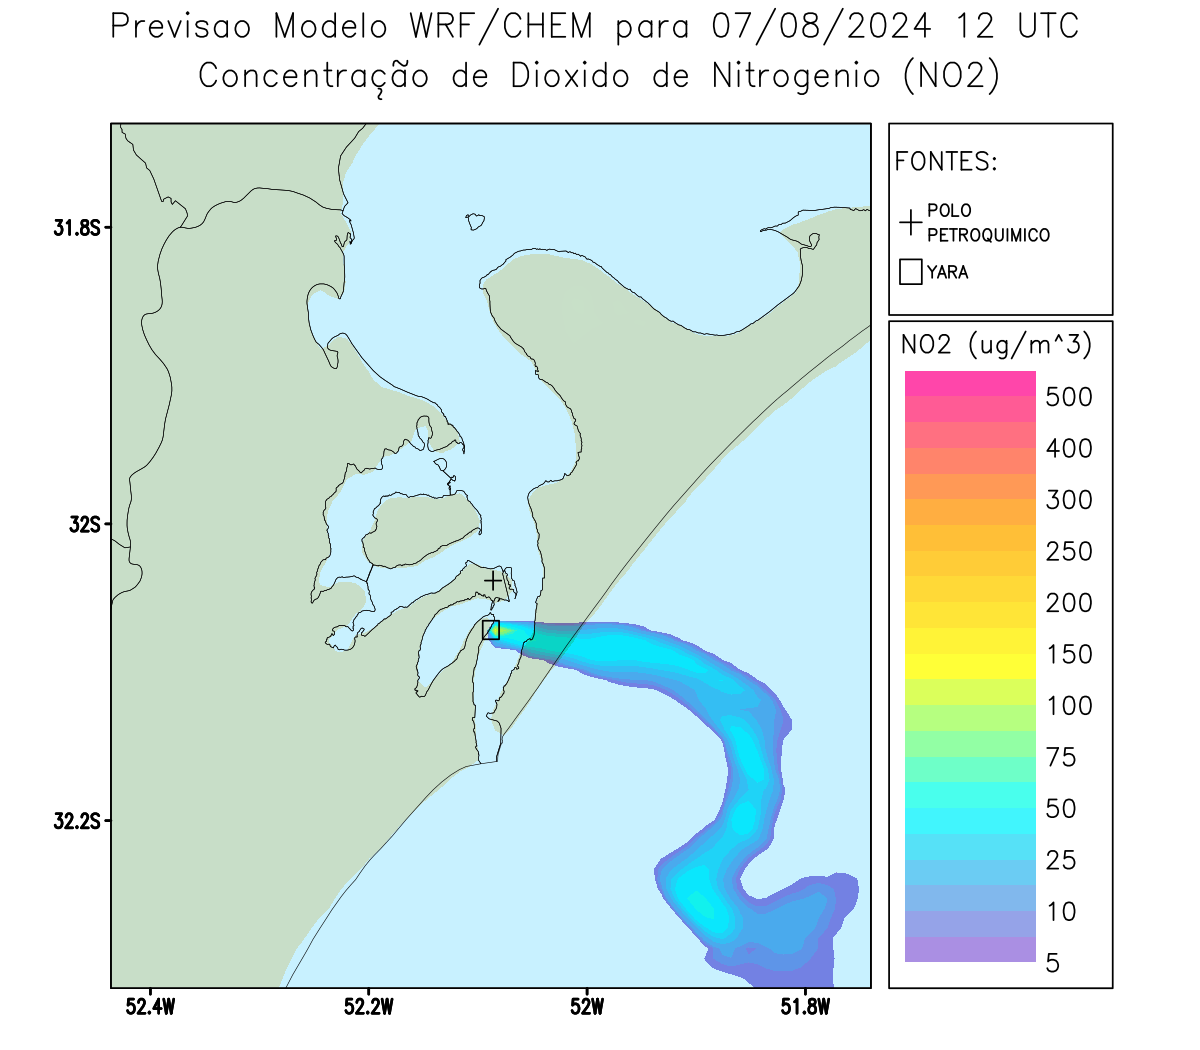 Previsao Modelo WRF/CHEM para 07/08/2024 12 UTC
Concentração de Dioxido de Nitrogenio (NO2)
FONTES:
POLO
PETROQUIMICO
YARA
NO2 (ug/m^3)
500
400
300
250
200
150
100
75
50
25
10
5
31.8S
32S
32.2S
52.4W
52.2W
52W
51.8W